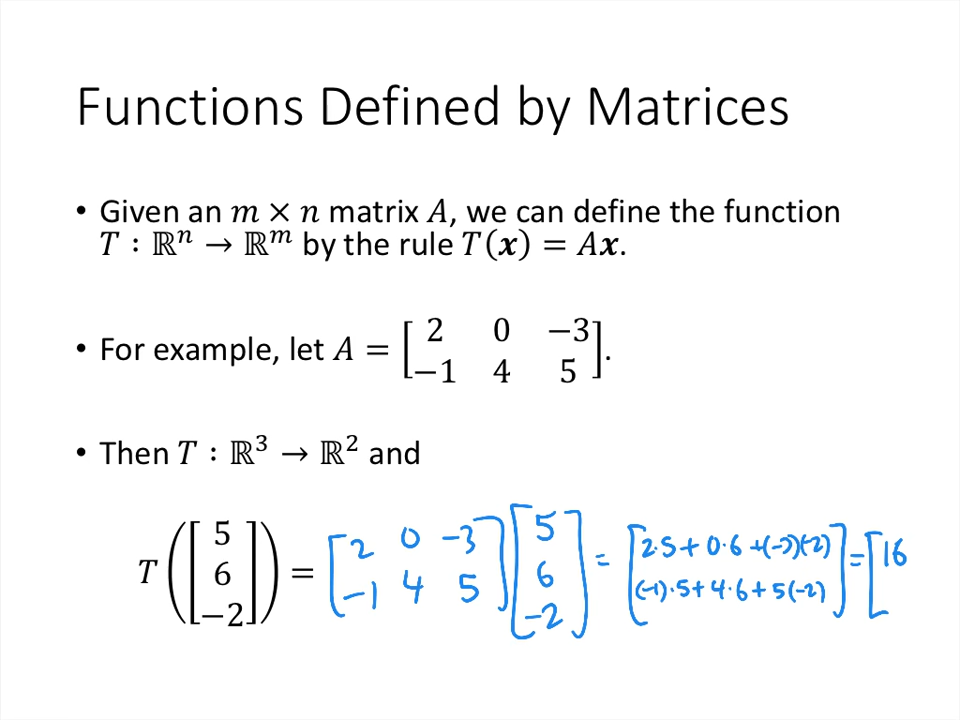 Functions Defined by Matrices
• Given an m × n matrix A, we can define the function
T : ℝⁿ → ℝᵐ by the rule T(x) = Ax.
• For example, let A = [2 0 −3
−1 4 5].
• Then T : ℝ³ → ℝ² and
T([5 6 −2]) = [2 0 -3 [5 = [2·5+0·6+(-3)(-2) = [16
-1 4 5] 6 (-1)·5+4·6+5(-2)]
-2]